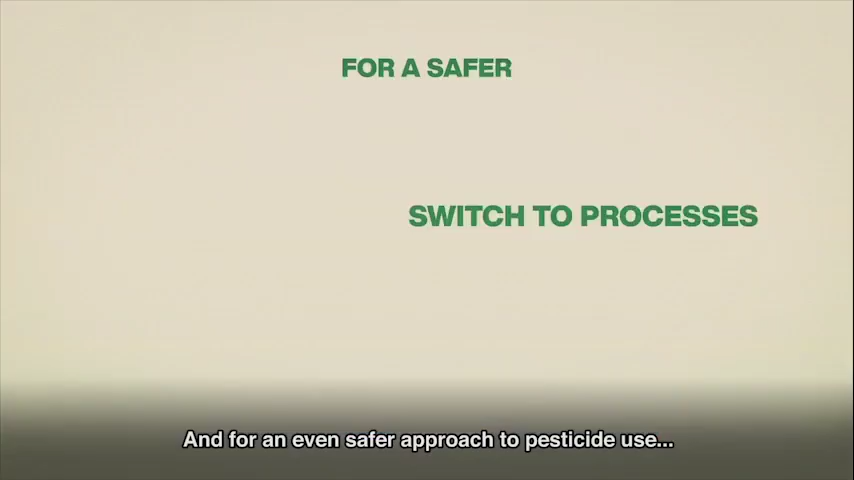 FOR A SAFER
SWITCH TO PROCESSES
And for an even safer approach to pesticide use...